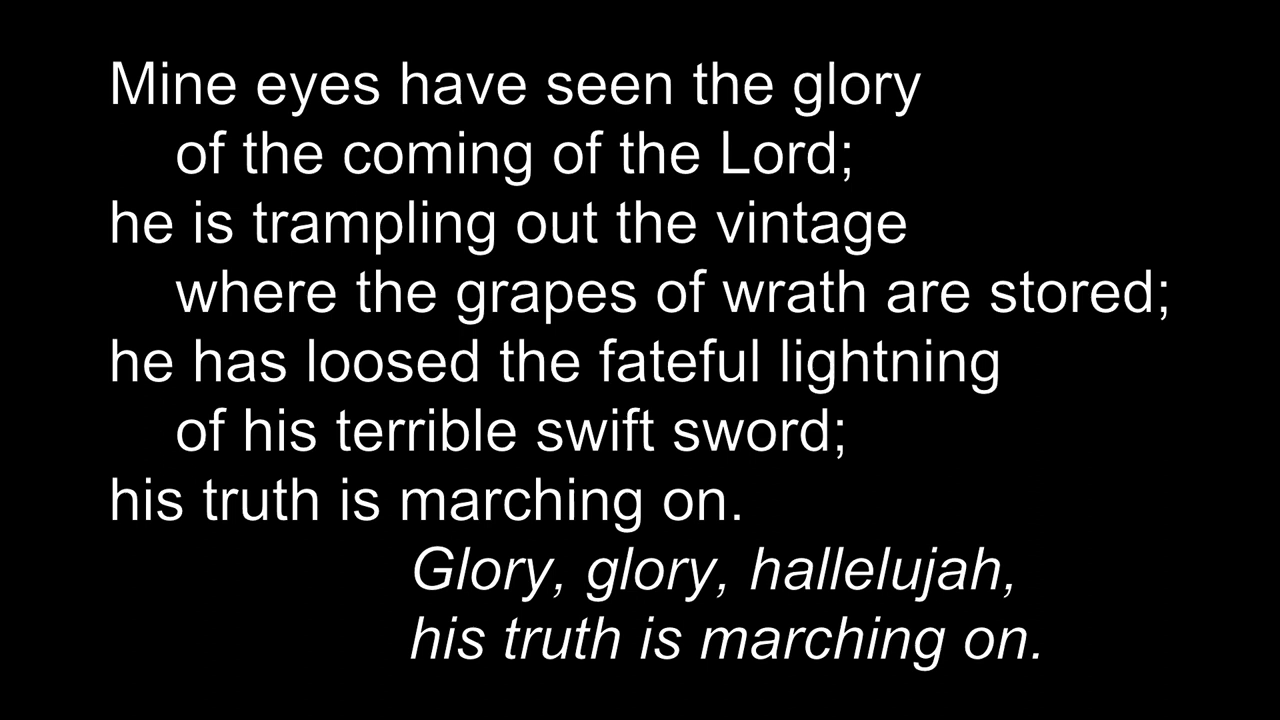 Mine eyes have seen the glory
of the coming of the Lord;
he is trampling out the vintage
where the grapes of wrath are stored;
he has loosed the fateful lightning
of his terrible swift sword;
his truth is marching on.
Glory, glory, hallelujah,
his truth is marching on.